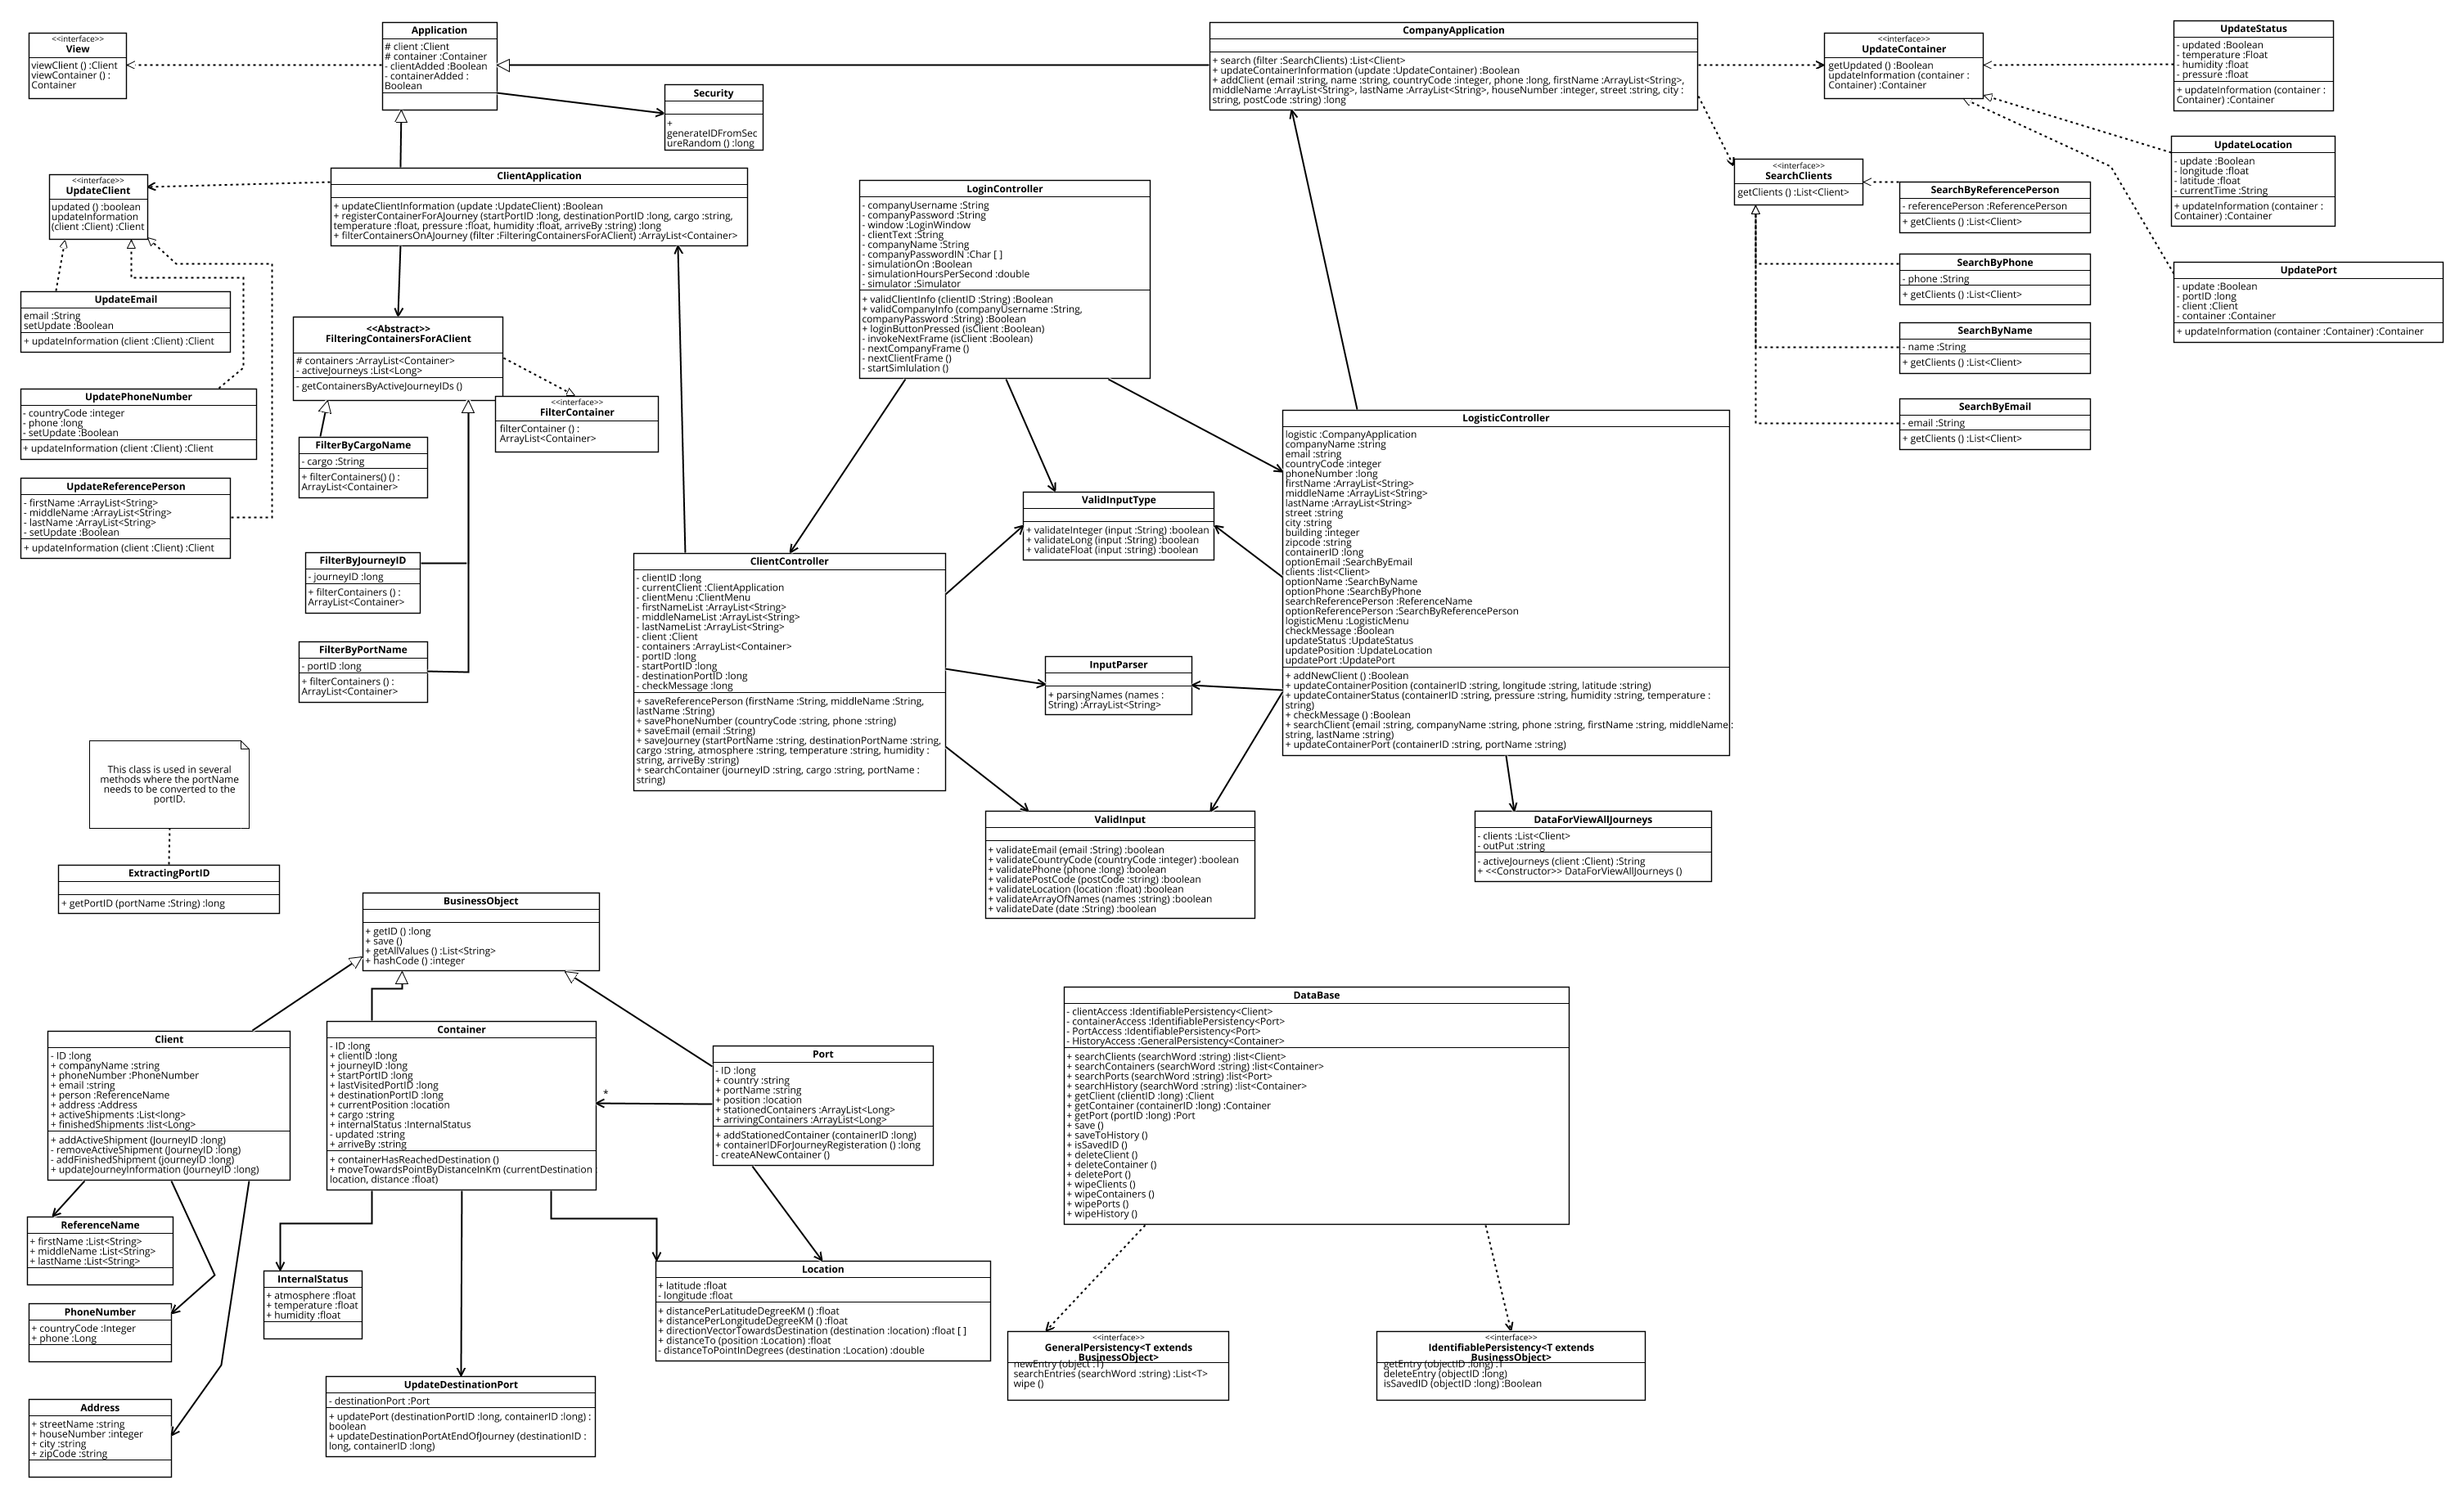 <<interface>>
View
viewClient () :Client
viewContainer () :
Container
Application
# client :Client
# container :Container
- clientAdded :Boolean
- containerAdded :
Boolean
Security
+
generateIDFromSec
ureRandom () :long
CompanyApplication
+ search (filter :SearchClients) :List<Client>
+ updateContainerInformation (update :UpdateContainer) :Boolean
+ addClient (email :string, name :string, countryCode :integer, phone :long, firstName :ArrayList<String>,
middleName :ArrayList<String>, lastName :ArrayList<String>, houseNumber :integer, street :string, city :
string, postCode :string) :long
<<interface>>
UpdateContainer
getUpdated () :Boolean
updateInformation (container :
Container) :Container
UpdateStatus
- updated :Boolean
- temperature :Float
- humidity :float
- pressure :float
+ updateInformation (container :
Container) :Container
UpdateLocation
- update :Boolean
- longitude :float
- latitude :float
- currentTime :String
+ updateInformation (container :
Container) :Container
UpdatePort
- update :Boolean
- portID :long
- client :Client
- container :Container
+ updateInformation (container :Container) :Container
<<interface>>
SearchClients
getClients () :List<Client>
SearchByReferencePerson
- referencePerson :ReferencePerson
+ getClients () :List<Client>
SearchByPhone
- phone :String
+ getClients () :List<Client>
SearchByName
- name :String
+ getClients () :List<Client>
SearchByEmail
- email :String
+ getClients () :List<Client>
<<interface>>
UpdateClient
updated () :boolean
updateInformation
(client :Client) :Client
ClientApplication
+ updateClientInformation (update :UpdateClient) :Boolean
+ registerContainerForAJourney (startPortID :long, destinationPortID :long, cargo :string,
temperature :float, pressure :float, humidity :float, arriveBy :string) :long
+ filterContainersOnAJourney (filter :FilteringContainersForAClient) :ArrayList<Container>
LoginController
- companyUsername :String
- companyPassword :String
- window :LoginWindow
- clientText :String
- companyName :String
- companyPasswordIN :Char [ ]
- simulationOn :Boolean
- simulationHoursPerSecond :double
- simulator :Simulator
+ validClientInfo (clientID :String) :Boolean
+ validCompanyInfo (companyUsername :String,
companyPassword :String) :Boolean
+ loginButtonPressed (isClient :Boolean)
- invokeNextFrame (isClient :Boolean)
- nextCompanyFrame ()
- nextClientFrame ()
- startSimlulation ()
UpdateEmail
email :String
setUpdate :Boolean
+ updateInformation (client :Client) :Client
UpdatePhoneNumber
- countryCode :integer
- phone :long
- setUpdate :Boolean
+ updateInformation (client :Client) :Client
UpdateReferencePerson
- firstName :ArrayList<String>
- middleName :ArrayList<String>
- lastName :ArrayList<String>
- setUpdate :Boolean
+ updateInformation (client :Client) :Client
<<Abstract>>
FilteringContainersForAClient
# containers :ArrayList<Container>
- activeJourneys :List<Long>
- getContainersByActiveJourneyIDs ()
<<interface>>
FilterContainer
filterContainer () :
ArrayList<Container>
FilterByCargoName
- cargo :String
+ filterContainers() () :
ArrayList<Container>
FilterByJourneyID
- journeyID :long
+ filterContainers () :
ArrayList<Container>
FilterByPortName
- portID :long
+ filterContainers () :
ArrayList<Container>
ClientController
- clientID :long
- currentClient :ClientApplication
- clientMenu :ClientMenu
- firstNameList :ArrayList<String>
- middleNameList :ArrayList<String>
- lastNameList :ArrayList<String>
- client :Client
- containers :ArrayList<Container>
- portID :long
- startPortID :long
- destinationPortID :long
- checkMessage :long
+ saveReferencePerson (firstName :String, middleName :String,
lastName :String)
+ savePhoneNumber (countryCode :string, phone :string)
+ saveEmail (email :String)
+ saveJourney (startPortName :string, destinationPortName :string,
cargo :string, atmosphere :string, temperature :string, humidity :
string, arriveBy :string)
+ searchContainer (journeyID :string, cargo :string, portName :
string)
ValidInputType
+ validateInteger (input :String) :boolean
+ validateLong (input :String) :boolean
+ validateFloat (input :string) :boolean
InputParser
+ parsingNames (names :
String) :ArrayList<String>
LogisticController
logistic :CompanyApplication
companyName :string
email :string
countryCode :integer
phoneNumber :long
firstName :ArrayList<String>
middleName :ArrayList<String>
lastName :ArrayList<String>
street :string
city :string
building :integer
zipcode :string
containerID :long
optionEmail :SearchByEmail
clients :list<Client>
optionName :SearchByName
optionPhone :SearchByPhone
searchReferencePerson :ReferenceName
optionReferencePerson :SearchByReferencePerson
logisticMenu :LogisticMenu
checkMessage :Boolean
updateStatus :UpdateStatus
updatePosition :UpdateLocation
updatePort :UpdatePort
+ addNewClient () :Boolean
+ updateContainerPosition (containerID :string, longitude :string, latitude :string)
+ updateContainerStatus (containerID :string, pressure :string, humidity :string, temperature :
string)
+ checkMessage () :Boolean
+ searchClient (email :string, companyName :string, phone :string, firstName :string, middleName :
string, lastName :string)
+ updateContainerPort (containerID :string, portName :string)
ValidInput
+ validateEmail (email :String) :boolean
+ validateCountryCode (countryCode :integer) :boolean
+ validatePhone (phone :long) :boolean
+ validatePostCode (postCode :string) :boolean
+ validateLocation (location :float) :boolean
+ validateArrayOfNames (names :string) :boolean
+ validateDate (date :String) :boolean
DataForViewAllJourneys
- clients :List<Client>
- outPut :string
- activeJourneys (client :Client) :String
+ <<Constructor>> DataForViewAllJourneys ()
This class is used in several
methods where the portName
needs to be converted to the
portID.
ExtractingPortID
+ getPortID (portName :String) :long
BusinessObject
+ getID () :long
+ save ()
+ getAllValues () :List<String>
+ hashCode () :integer
Client
- ID :long
+ companyName :string
+ phoneNumber :PhoneNumber
+ email :string
+ person :ReferenceName
+ address :Address
+ activeShipments :List<long>
+ finishedShipments :list<Long>
+ addActiveShipment (JourneyID :long)
- removeActiveShipment (JourneyID :long)
- addFinishedShipment (journeyID :long)
+ updateJourneyInformation (JourneyID :long)
Container
- ID :long
+ clientID :long
+ journeyID :long
+ startPortID :long
+ lastVisitedPortID :long
+ destinationPortID :long
+ currentPosition :location
+ cargo :string
+ internalStatus :InternalStatus
- updated :string
+ arriveBy :string
+ containerHasReachedDestination ()
+ moveTowardsPointByDistanceInKm (currentDestination :
location, distance :float)
*
Port
- ID :long
+ country :string
+ portName :string
+ position :location
+ stationedContainers :ArrayList<Long>
+ arrivingContainers :ArrayList<Long>
+ addStationedContainer (containerID :long)
+ containerIDForJourneyRegisteration () :long
- createANewContainer ()
DataBase
- clientAccess :IdentifiablePersistency<Client>
- containerAccess :IdentifiablePersistency<Port>
- PortAccess :IdentifiablePersistency<Port>
- HistoryAccess :GeneralPersistency<Container>
+ searchClients (searchWord :string) :list<Client>
+ searchContainers (searchWord :string) :list<Container>
+ searchPorts (searchWord :string) :list<Port>
+ searchHistory (searchWord :string) :list<Container>
+ getClient (clientID :long) :Client
+ getContainer (containerID :long) :Container
+ getPort (portID :long) :Port
+ save ()
+ saveToHistory ()
+ isSavedID ()
+ deleteClient ()
+ deleteContainer ()
+ deletePort ()
+ wipeClients ()
+ wipeContainers ()
+ wipePorts ()
+ wipeHistory ()
ReferenceName
+ firstName :List<String>
+ middleName :List<String>
+ lastName :List<String>
PhoneNumber
+ countryCode :Integer
+ phone :Long
Address
+ streetName :string
+ houseNumber :integer
+ city :string
+ zipCode :string
InternalStatus
+ atmosphere :float
+ temperature :float
+ humidity :float
UpdateDestinationPort
- destinationPort :Port
+ updatePort (destinationPortID :long, containerID :long) :
boolean
+ updateDestinationPortAtEndOfJourney (destinationID :
long, containerID :long)
Location
+ latitude :float
- longitude :float
+ distancePerLatitudeDegreeKM () :float
+ distancePerLongitudeDegreeKM () :float
+ directionVectorTowardsDestination (destination :location) :float [ ]
+ distanceTo (position :Location) :float
- distanceToPointInDegrees (destination :Location) :double
<<interface>>
GeneralPersistency<T extends
BusinessObject>
newEntry (object :T)
searchEntries (searchWord :string) :List<T>
wipe ()
<<interface>>
IdentifiablePersistency<T extends
BusinessObject>
getEntry (objectID :long) :T
deleteEntry (objectID :long)
isSavedID (objectID :long) :Boolean